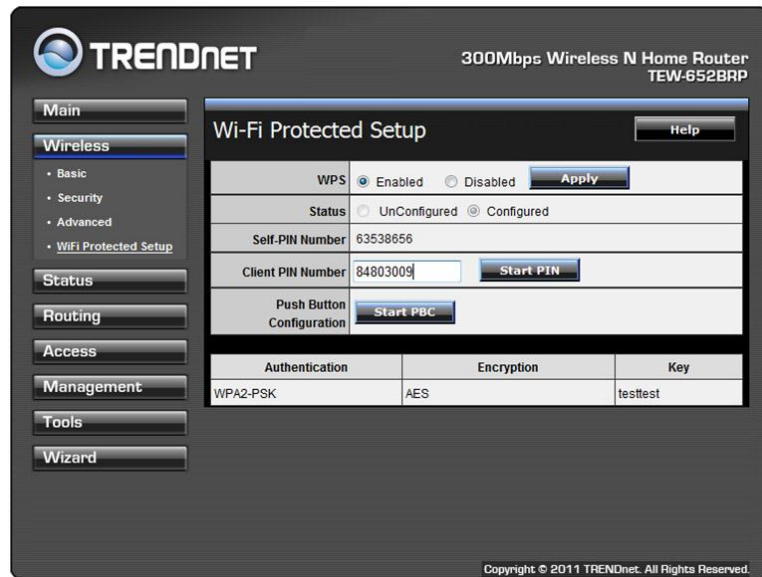 TRENDNET
300Mbps Wireless N Home Router
TEW-652BRP
Main
Wireless
• Basic
• Security
• Advanced
• WiFi Protected Setup
Status
Routing
Access
Management
Tools
Wizard
Wi-Fi Protected Setup
Help
WPS Enabled Disabled Apply
Status UnConfigured Configured
Self-PIN Number 63538656
Client PIN Number 84803009 Start PIN
Push Button
Configuration
Start PBC
Authentication Encryption Key
WPA2-PSK AES testtest
Copyright © 2011 TRENDnet. All Rights Reserved.